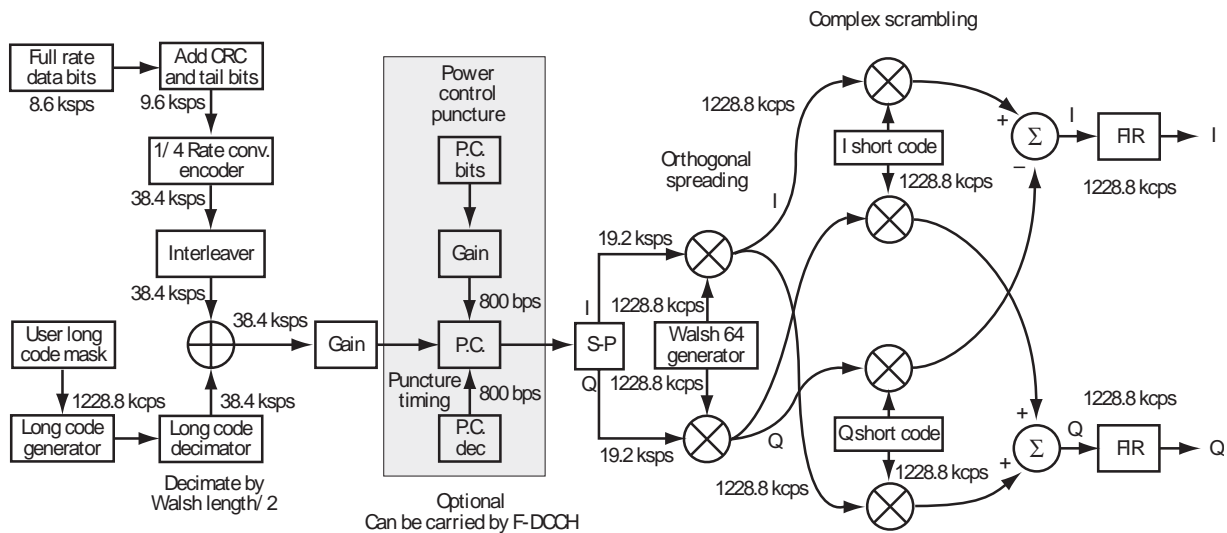 Complex scrambling
Full rate
data bits
8.6 ksps
Add CRC
and tail bits
9.6 ksps
1/4 Rate conv.
encoder
38.4 ksps
Interleaver
38.4 ksps
38.4 ksps
User long
code mask
1228.8 kcps
Long code
generator
38.4 ksps
Long code
decimator
Decimate by
Walsh length/2
Gain
Power
control
puncture
P.C.
bits
Gain
800 bps
P.C.
Puncture
timing
800 bps
P.C.
dec
Optional
Can be carried by F-DCCH
S-P
I
Q
19.2 ksps
19.2 ksps
Orthogonal
spreading
1228.8 kcps
Walsh 64
generator
1228.8 kcps
I
Q
1228.8 kcps
1228.8 kcps
I short code
1228.8 kcps
Q short code
1228.8 kcps
+
−
Σ
I
FIR
I
1228.8 kcps
+
+
Σ
Q
1228.8 kcps
FIR
Q